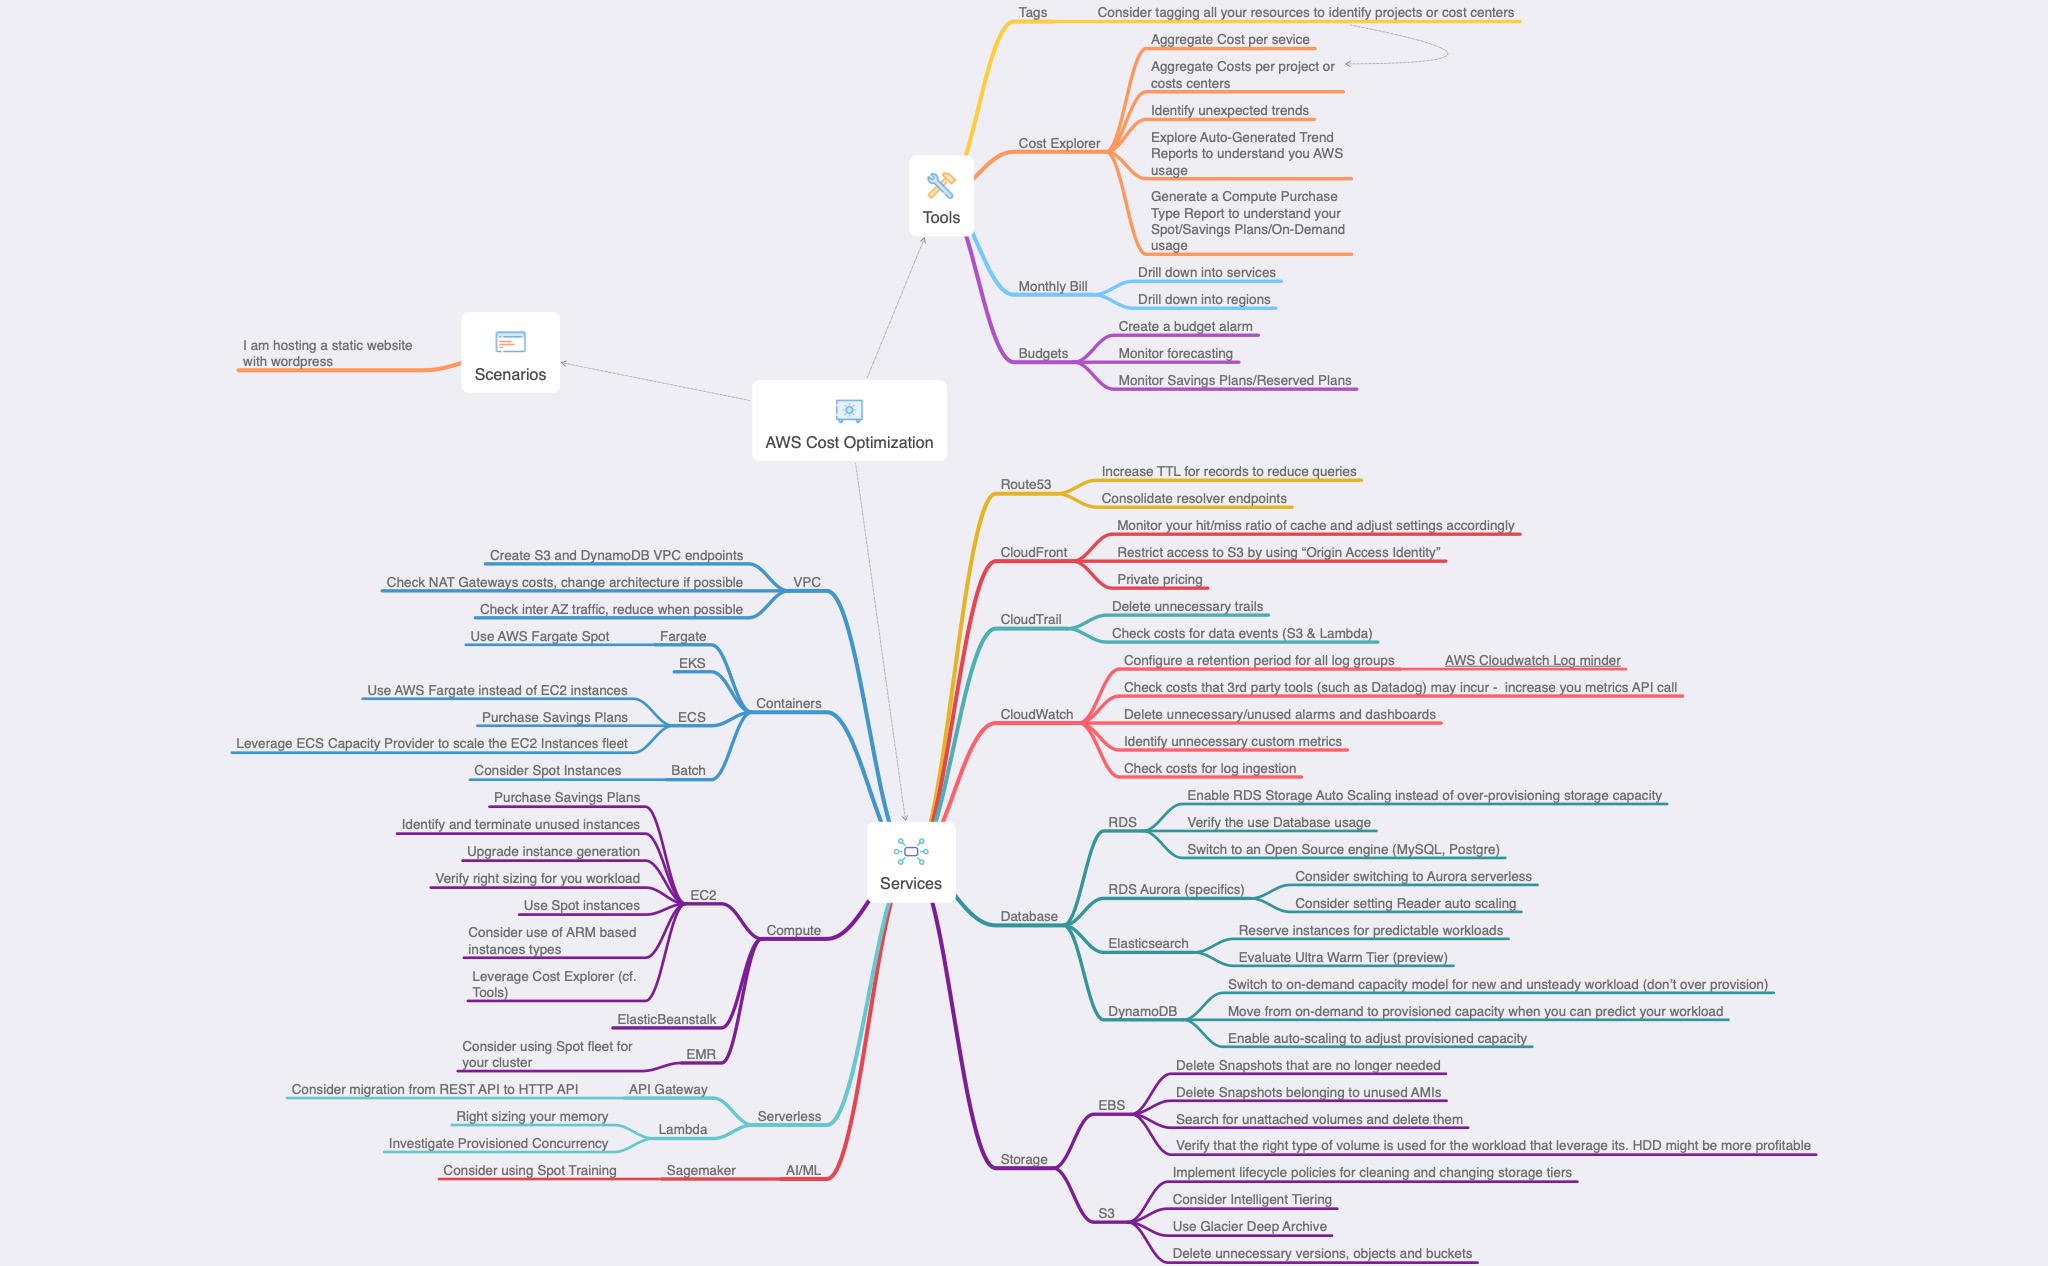 Tags
Consider tagging all your resources to identify projects or cost centers
Aggregate Cost per sevice
Aggregate Costs per project or
costs centers
Identify unexpected trends
Cost Explorer
Explore Auto-Generated Trend
Reports to understand you AWS
usage
Generate a Compute Purchase
Type Report to understand your
Spot/Savings Plans/On-Demand
usage
Tools
Monthly Bill
Drill down into services
Drill down into regions
Budgets
Create a budget alarm
Monitor forecasting
Monitor Savings Plans/Reserved Plans
I am hosting a static website
with wordpress
Scenarios
AWS Cost Optimization
Route53
Increase TTL for records to reduce queries
Consolidate resolver endpoints
CloudFront
Monitor your hit/miss ratio of cache and adjust settings accordingly
Restrict access to S3 by using “Origin Access Identity”
Private pricing
CloudTrail
Delete unnecessary trails
Check costs for data events (S3 & Lambda)
CloudWatch
Configure a retention period for all log groups
AWS Cloudwatch Log minder
Check costs that 3rd party tools (such as Datadog) may incur -  increase you metrics API call
Delete unnecessary/unused alarms and dashboards
Identify unnecessary custom metrics
Check costs for log ingestion
Create S3 and DynamoDB VPC endpoints
Check NAT Gateways costs, change architecture if possible
VPC
Check inter AZ traffic, reduce when possible
Use AWS Fargate Spot
Fargate
EKS
Use AWS Fargate instead of EC2 instances
Containers
Purchase Savings Plans
ECS
Leverage ECS Capacity Provider to scale the EC2 Instances fleet
Consider Spot Instances
Batch
Purchase Savings Plans
Identify and terminate unused instances
Upgrade instance generation
Verify right sizing for you workload
EC2
Use Spot instances
Consider use of ARM based
instances types
Compute
Leverage Cost Explorer (cf.
Tools)
ElasticBeanstalk
Consider using Spot fleet for
your cluster
EMR
Consider migration from REST API to HTTP API
API Gateway
Right sizing your memory
Serverless
Lambda
Investigate Provisioned Concurrency
Consider using Spot Training
Sagemaker
AI/ML
Services
Database
RDS
Enable RDS Storage Auto Scaling instead of over-provisioning storage capacity
Verify the use Database usage
Switch to an Open Source engine (MySQL, Postgre)
RDS Aurora (specifics)
Consider switching to Aurora serverless
Consider setting Reader auto scaling
Elasticsearch
Reserve instances for predictable workloads
Evaluate Ultra Warm Tier (preview)
DynamoDB
Switch to on-demand capacity model for new and unsteady workload (don’t over provision)
Move from on-demand to provisioned capacity when you can predict your workload
Enable auto-scaling to adjust provisioned capacity
Storage
EBS
Delete Snapshots that are no longer needed
Delete Snapshots belonging to unused AMIs
Search for unattached volumes and delete them
Verify that the right type of volume is used for the workload that leverage its. HDD might be more profitable
S3
Implement lifecycle policies for cleaning and changing storage tiers
Consider Intelligent Tiering
Use Glacier Deep Archive
Delete unnecessary versions, objects and buckets